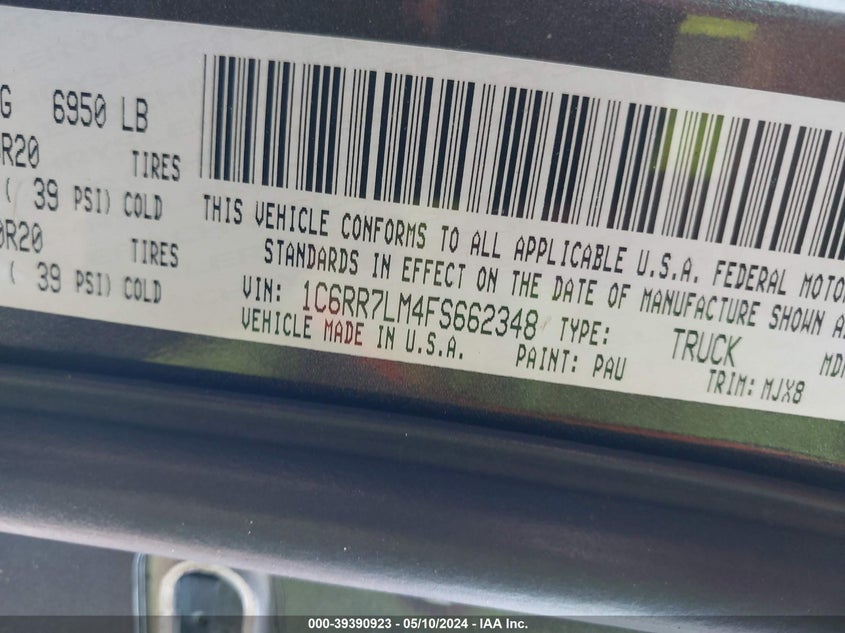 G 6950 LB
R20 TIRES
( 39 PSI) COLD
0R20 TIRES
( 39 PSI) COLD
THIS VEHICLE CONFORMS TO ALL APPLICABLE U.S.A. FEDERAL MOTO
STANDARDS IN EFFECT ON THE DATE OF MANUFACTURE SHOWN A
VIN: 1C6RR7LM4FS662348 TYPE: TRUCK
VEHICLE MADE IN U.S.A. PAINT: PAU MD
TRIM: MJX8
000-39390923 - 05/10/2024 - IAA Inc.